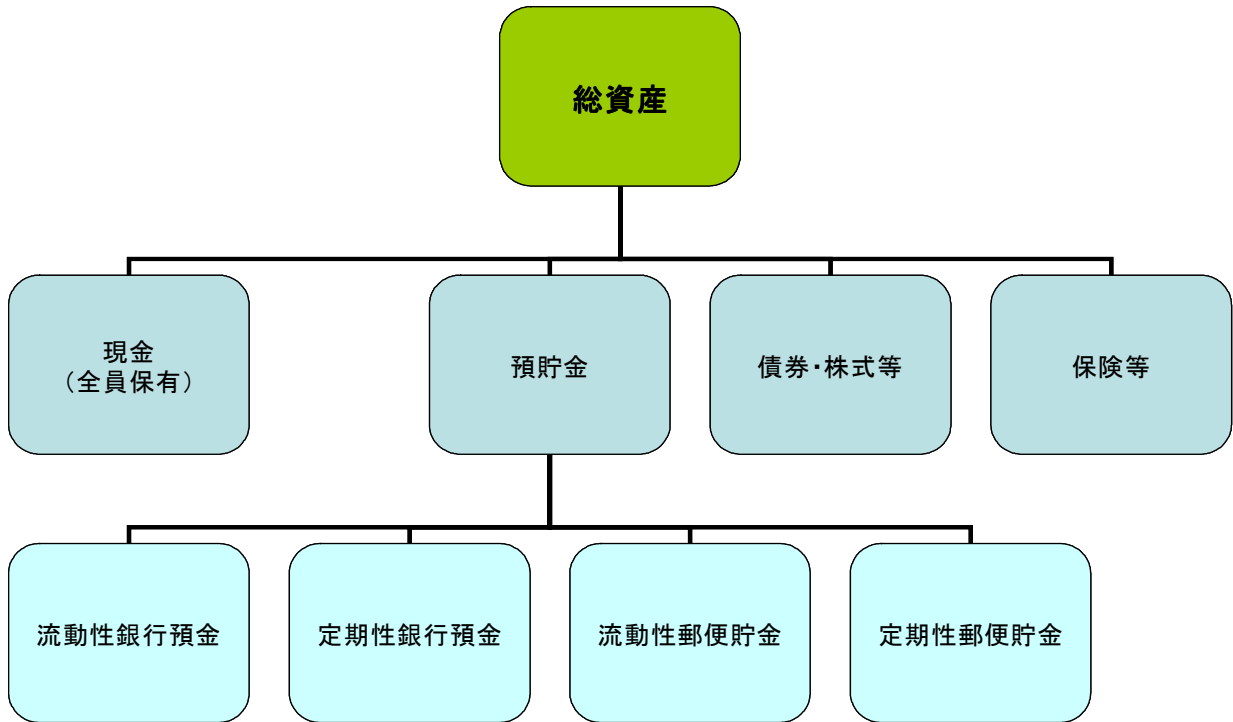 総資産
現金
（全員保有）
預貯金
債券・株式等
保険等
流動性銀行預金
定期性銀行預金
流動性郵便貯金
定期性郵便貯金